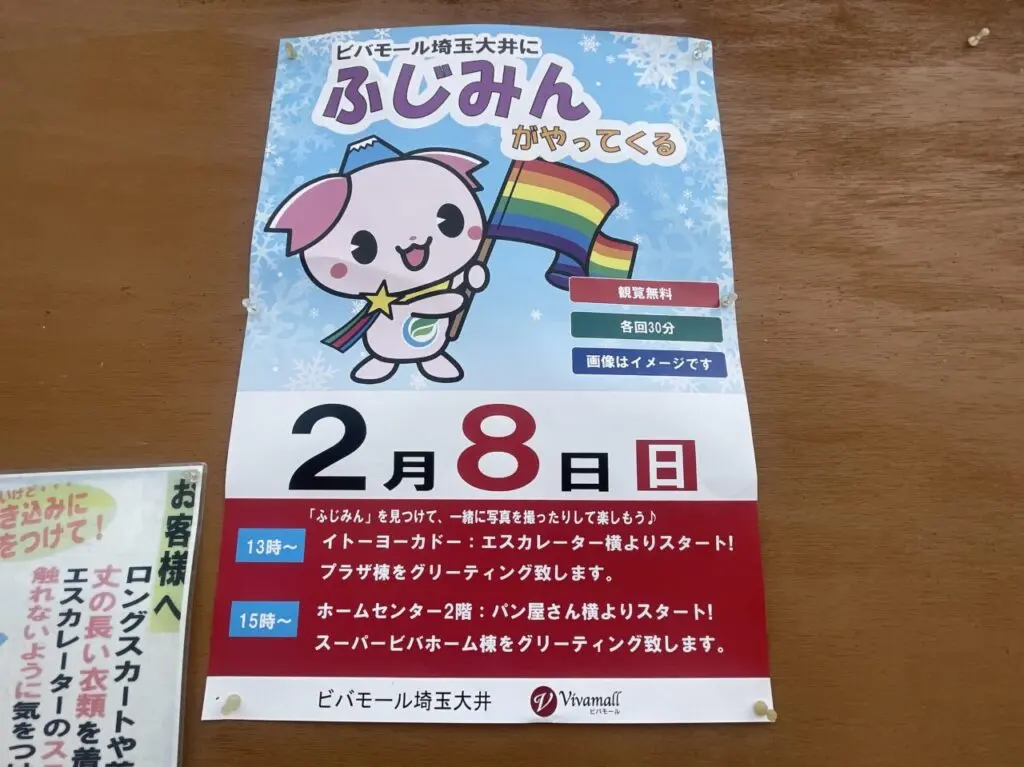 ビバモール埼玉大井に
ふじみん
がやってくる
観覧無料
各回30分
画像はイメージです
2月8日 日
「ふじみん」を見つけて、一緒に写真を撮ったりして楽しもう♪
13時~
イトーヨーカドー：エスカレーター横よりスタート!
プラザ棟をグリーティング致します。
15時~
ホームセンター2階：パン屋さん横よりスタート!
スーパービバホーム棟をグリーティング致します。
ビバモール埼玉大井
Vivamall
ビバモール
き込みに
をつけて!
お客様へ
ロングスカートや
丈の長い衣類を着
エスカレーターのス
触れないように気をつけ